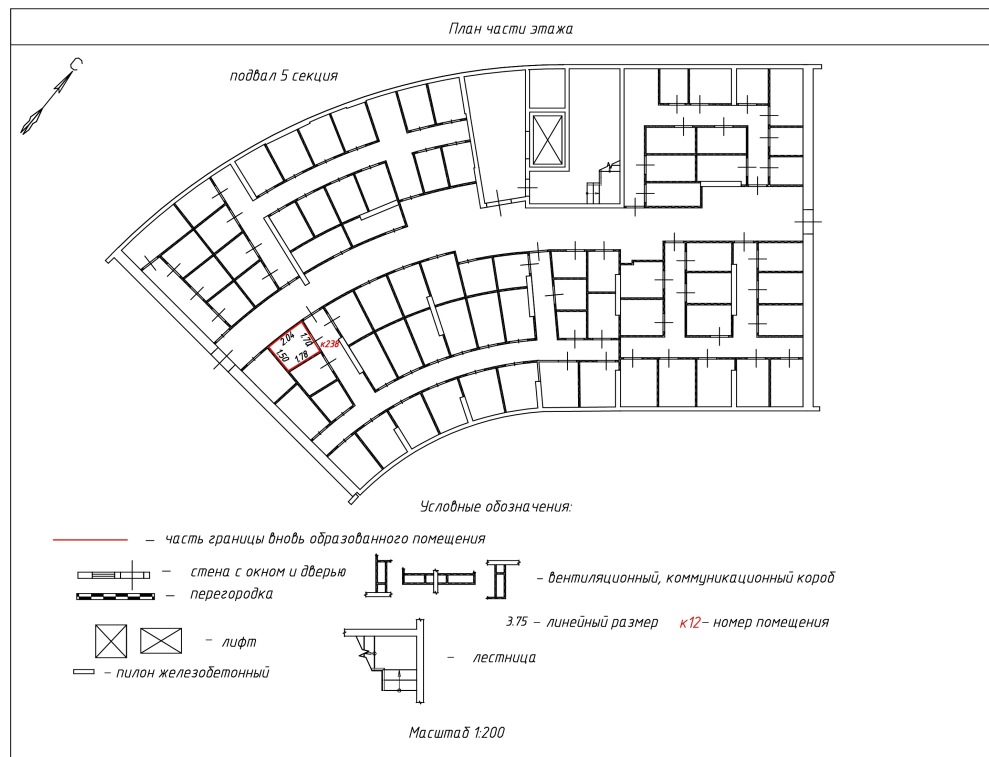 План части этажа
С
подвал 5 секция
2.04
1.70
к238
1.50
1.78
Условные обозначения:
— часть границы вновь образованного помещения
— стена с окном и дверью
— перегородка
— вентиляционный, коммуникационный короб
3.75 — линейный размер к12 — номер помещения
— лифт
— пилон железобетонный
— лестница
Масштаб 1:200